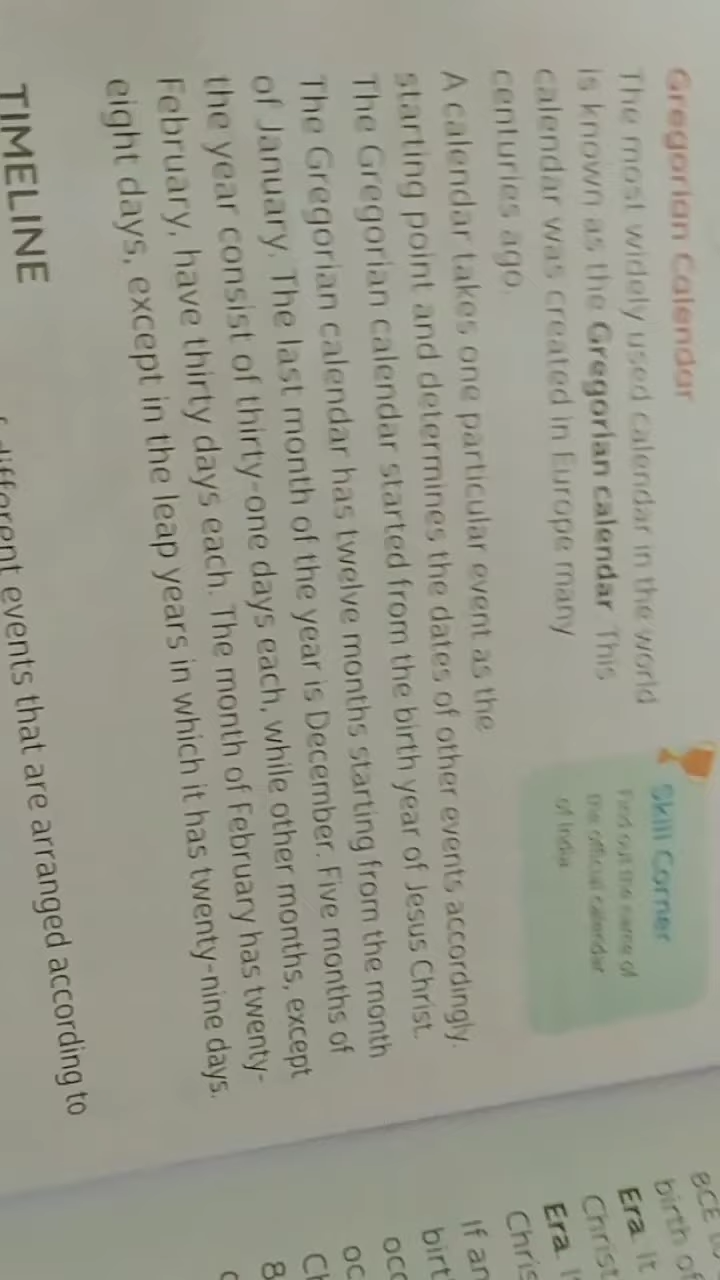 Gregorian Calendar
The most widely used calendar in the world
is known as the Gregorian calendar. This
calendar was created in Europe many
centuries ago.
Skill Corner
Find out the name of
the official calendar
of India.
A calendar takes one particular event as the
starting point and determines the dates of other events accordingly.
The Gregorian calendar started from the birth year of Jesus Christ.
The Gregorian calendar has twelve months starting from the month
of January. The last month of the year is December. Five months of
the year consist of thirty-one days each, while other months, except
February, have thirty days each. The month of February has twenty-
eight days, except in the leap years in which it has twenty-nine days.
TIMELINE
different events that are arranged according to
BCE
birth of
Era. It
Christ
Era.
Chris
If an
birt
occ
oc
Ch
8